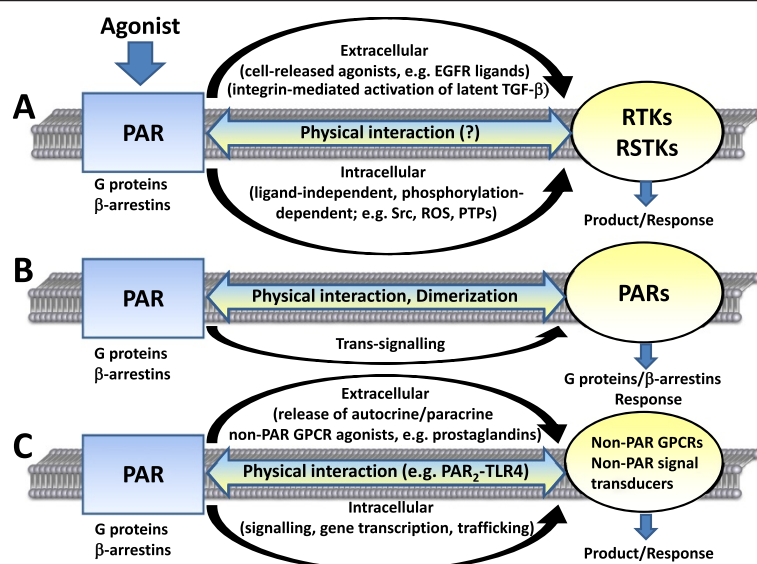 Agonist
A
PAR
G proteins
β-arrestins
Extracellular
(cell-released agonists, e.g. EGFR ligands)
(integrin-mediated activation of latent TGF-β)
Physical interaction (?)
Intracellular
(ligand-independent, phosphorylation-
dependent; e.g. Src, ROS, PTPs)
RTKs
RSTKs
Product/Response
B
PAR
G proteins
β-arrestins
Physical interaction, Dimerization
Trans-signalling
PARs
G proteins/β-arrestins
Response
C
PAR
G proteins
β-arrestins
Extracellular
(release of autocrine/paracrine
non-PAR GPCR agonists, e.g. prostaglandins)
Physical interaction (e.g. PAR₂-TLR4)
Intracellular
(signalling, gene transcription, trafficking)
Non-PAR GPCRs
Non-PAR signal
transducers
Product/Response